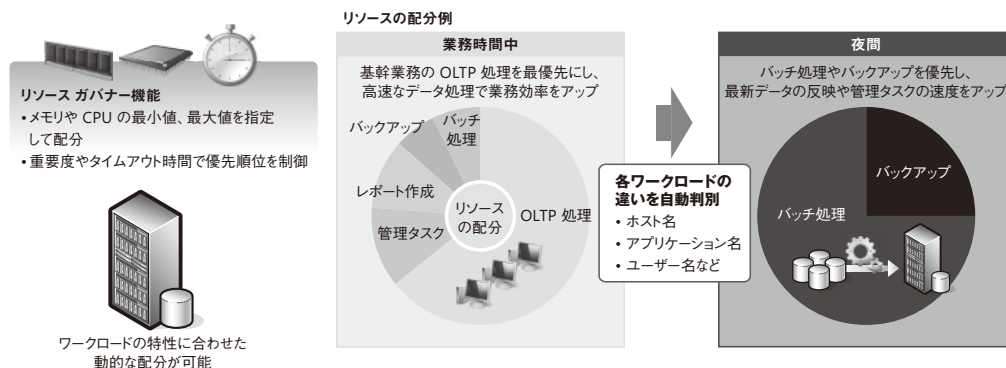 リソース ガバナー機能
・メモリや CPU の最小値、最大値を指定
して配分
・重要度やタイムアウト時間で優先順位を制御
ワークロードの特性に合わせた
動的な配分が可能
リソースの配分例
業務時間中
基幹業務の OLTP 処理を最優先にし、
高速なデータ処理で業務効率をアップ
バックアップ
バッチ
処理
レポート作成
管理タスク
リソース
の配分
OLTP 処理
各ワークロードの
違いを自動判別
・ホスト名
・アプリケーション名
・ユーザー名など
夜間
バッチ処理やバックアップを優先し、
最新データの反映や管理タスクの速度をアップ
バックアップ
バッチ処理